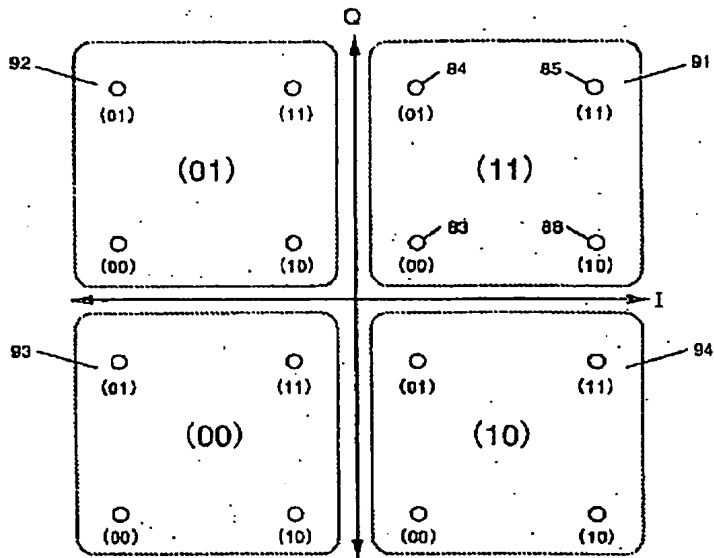 Q
92 84 85 91
(01) (11) (01) (11)
(01) (11)
83 88
(00) (10) (00) (10)
I
93 94
(01) (11) (01) (11)
(00) (10)
(00) (10) (00) (10)